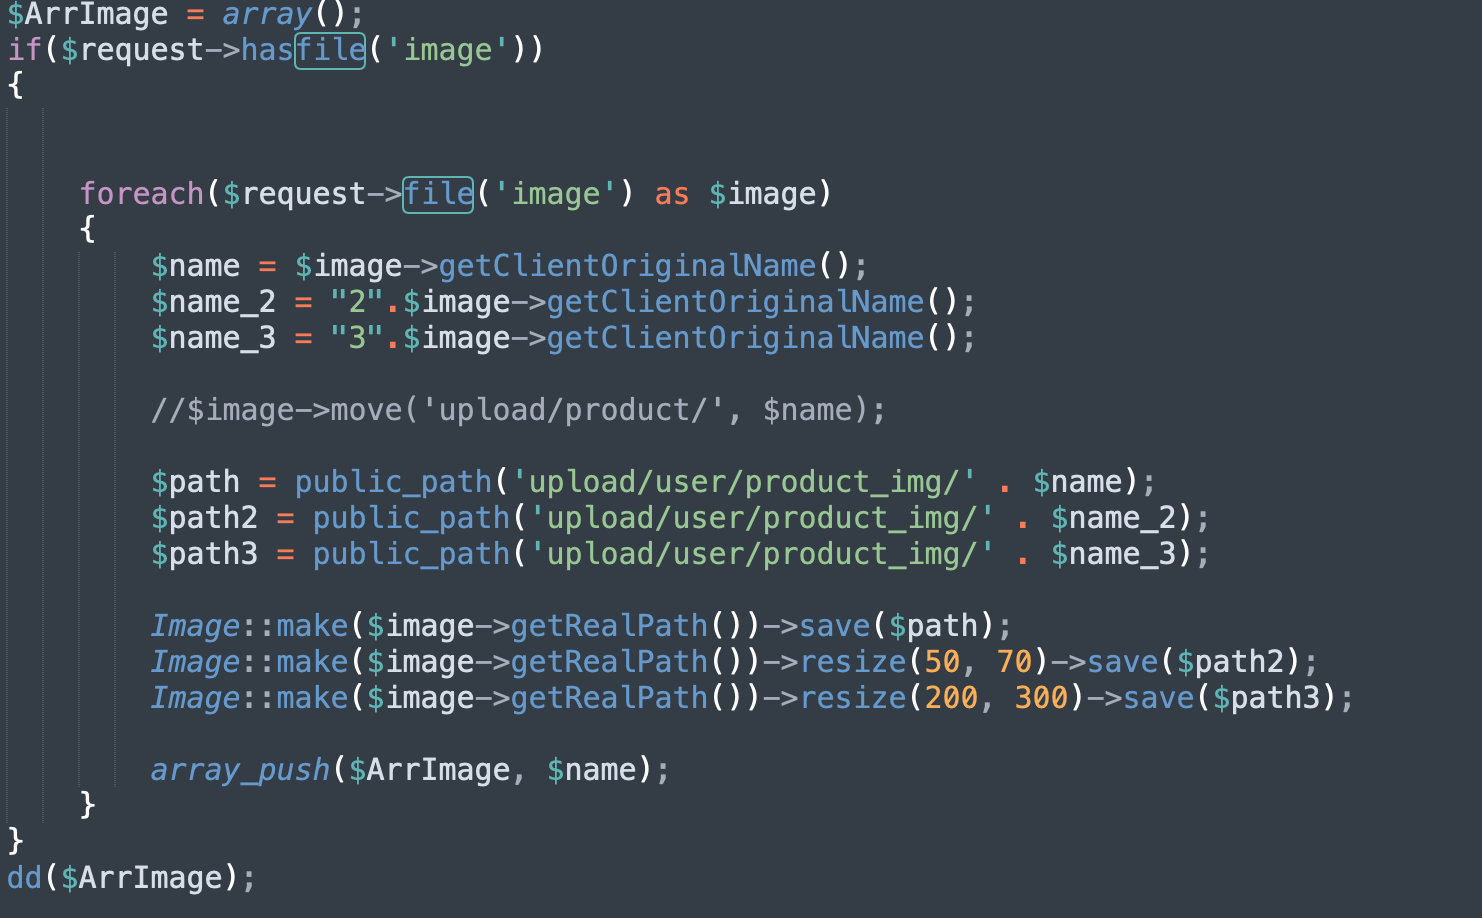 $ArrImage = array();
if($request->hasfile('image'))
{
foreach($request->file('image') as $image)
{
$name = $image->getClientOriginalName();
$name_2 = "2".$image->getClientOriginalName();
$name_3 = "3".$image->getClientOriginalName();
//$image->move('upload/product/', $name);
$path = public_path('upload/user/product_img/' . $name);
$path2 = public_path('upload/user/product_img/' . $name_2);
$path3 = public_path('upload/user/product_img/' . $name_3);
Image::make($image->getRealPath())->save($path);
Image::make($image->getRealPath())->resize(50, 70)->save($path2);
Image::make($image->getRealPath())->resize(200, 300)->save($path3);
array_push($ArrImage, $name);
}
}
dd($ArrImage);